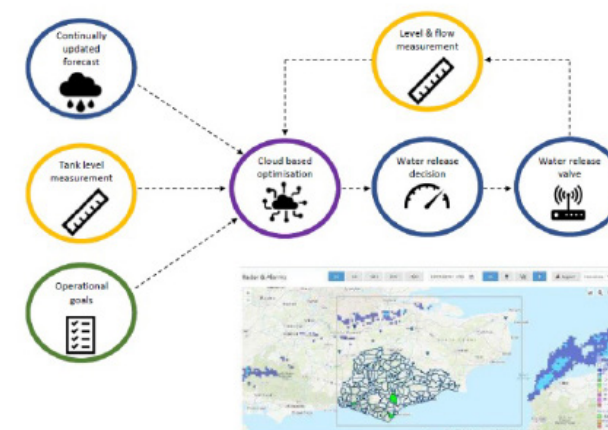 Continually
updated
forecast
Level & flow
measurement
Tank level
measurement
Cloud based
optimisation
Water release
decision
Water release
valve
Operational
goals
Radar & Alarms